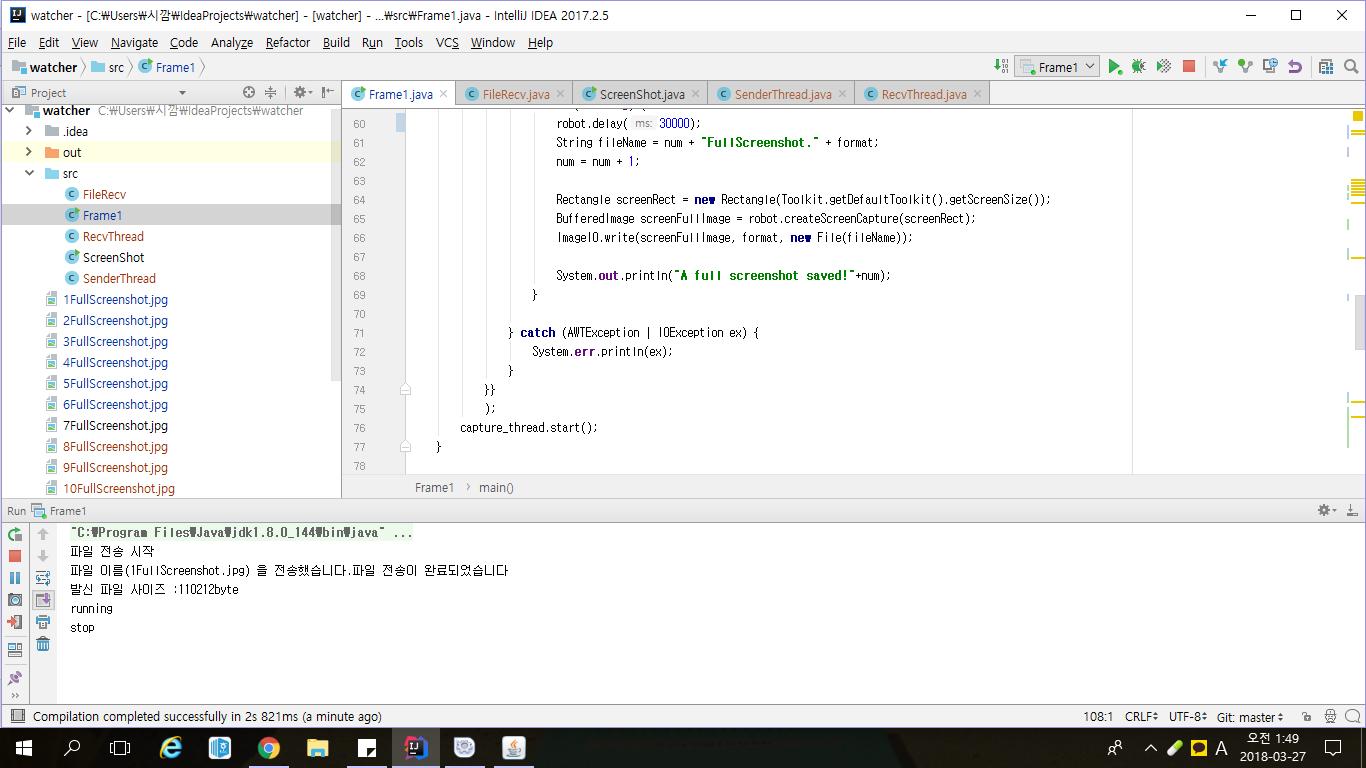 watcher - [C:₩Users₩시깜₩IdeaProjects₩watcher] - [watcher] - ...₩src₩Frame1.java - IntelliJ IDEA 2017.2.5
File Edit View Navigate Code Analyze Refactor Build Run Tools VCS Window Help
watcher src Frame1
Frame1
Project
Frame1.java FileRecv.java ScreenShot.java SenderThread.java RecvThread.java
watcher C:₩Users₩시깜₩IdeaProjects₩watcher
.idea
out
src
FileRecv
Frame1
RecvThread
ScreenShot
SenderThread
1FullScreenshot.jpg
2FullScreenshot.jpg
3FullScreenshot.jpg
4FullScreenshot.jpg
5FullScreenshot.jpg
6FullScreenshot.jpg
7FullScreenshot.jpg
8FullScreenshot.jpg
9FullScreenshot.jpg
10FullScreenshot.jpg
60 robot.delay( ms: 30000);
61 String fileName = num + "FullScreenshot." + format;
62 num = num + 1;
63
64 Rectangle screenRect = new Rectangle(Toolkit.getDefaultToolkit().getScreenSize());
65 BufferedImage screenFullImage = robot.createScreenCapture(screenRect);
66 ImageIO.write(screenFullImage, format, new File(fileName));
67
68 System.out.println("A full screenshot saved!"+num);
69 }
70
71 } catch (AWTException | IOException ex) {
72 System.err.println(ex);
73 }
74 }}
75 );
76 capture_thread.start();
77 }
78
Frame1 › main()
Run Frame1
"C:₩Program Files₩Java₩jdk1.8.0_144₩bin₩java" ...
파일 전송 시작
파일 이름(1FullScreenshot.jpg) 을 전송했습니다.파일 전송이 완료되었습니다
발신 파일 사이즈 :110212byte
running
stop
Compilation completed successfully in 2s 821ms (a minute ago)
108:1 CRLF UTF-8 Git: master
A
오전 1:49
2018-03-27